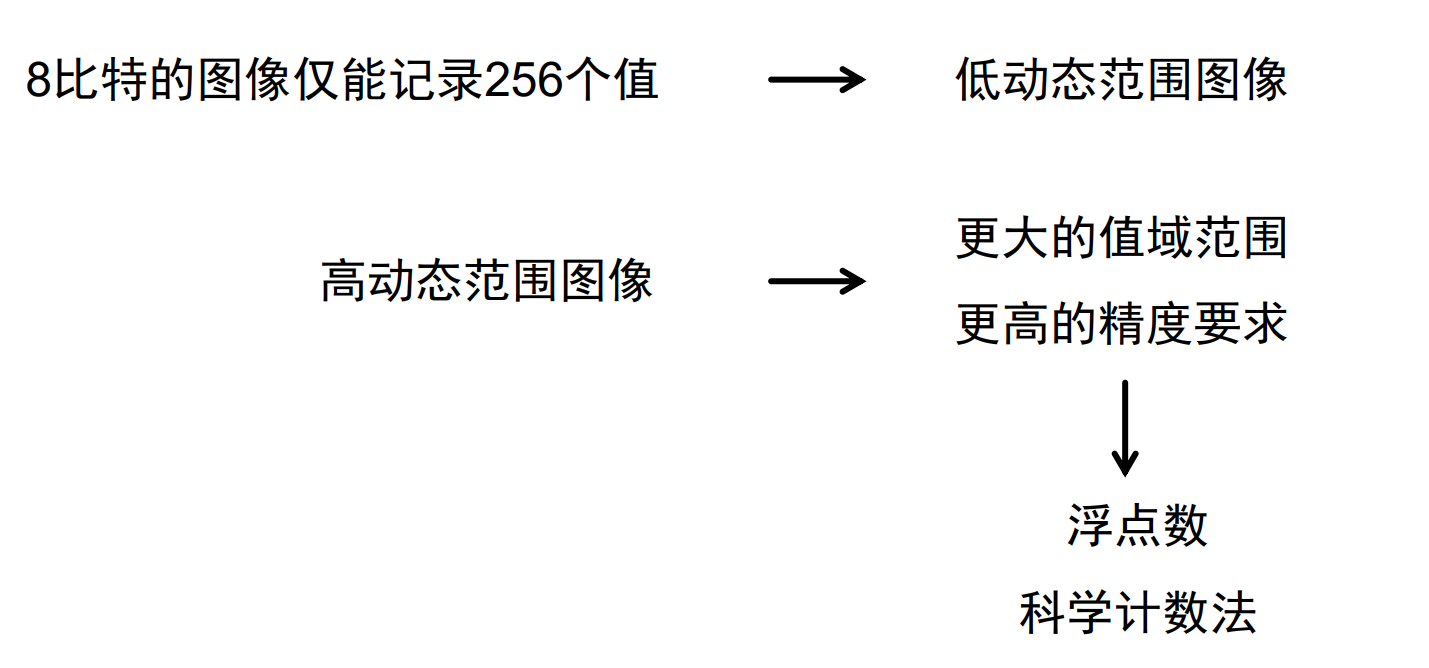 8比特的图像仅能记录256个值
低动态范围图像
高动态范围图像
更大的值域范围
更高的精度要求
浮点数
科学计数法